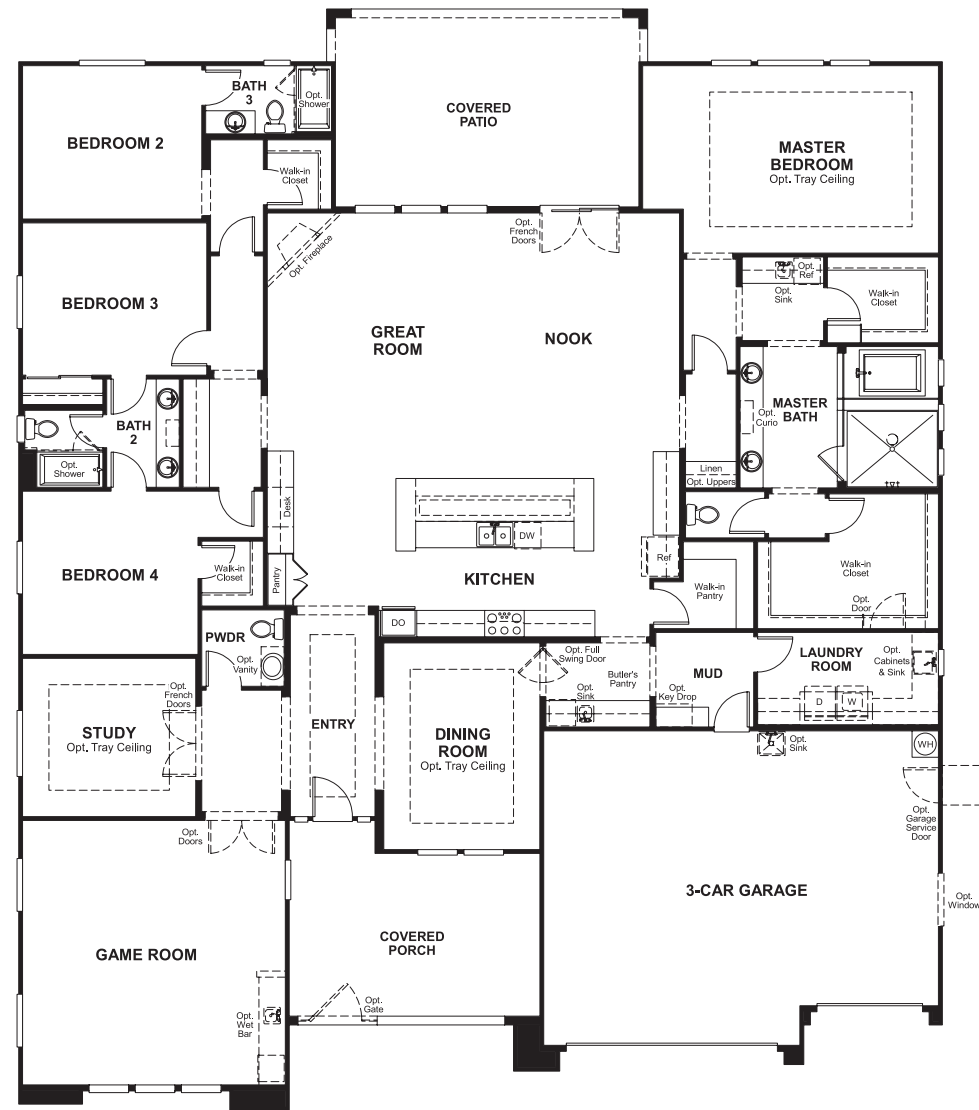 BATH
3
Opt.
Shower
BEDROOM 2
Walk-in
Closet
COVERED
PATIO
MASTER
BEDROOM
Opt. Tray Ceiling
Opt.
French
Doors
Opt. Fireplace
BEDROOM 3
GREAT
ROOM
NOOK
Opt.
Sink
Opt.
Ref
Walk-in
Closet
MASTER
BATH
Opt.
Curio
BATH
2
Opt.
Shower
Linen
Opt. Uppers
Desk
DW
Ref
KITCHEN
Pantry
DO
BEDROOM 4
Walk-in
Closet
Walk-in
Pantry
Walk-in
Closet
Opt.
Door
PWDR
Opt.
Vanity
Opt. Full
Swing Door
Butler's
Pantry
Opt.
Sink
MUD
Opt.
Key Drop
LAUNDRY
ROOM
Opt.
Cabinets
& Sink
D
W
Opt.
French
Doors
STUDY
Opt. Tray Ceiling
ENTRY
DINING
ROOM
Opt. Tray Ceiling
Opt.
Sink
WH
Opt.
Garage
Service
Door
Opt.
Doors
3-CAR GARAGE
Opt.
Window
GAME ROOM
COVERED
PORCH
Opt.
Gate
Opt.
Wet
Bar